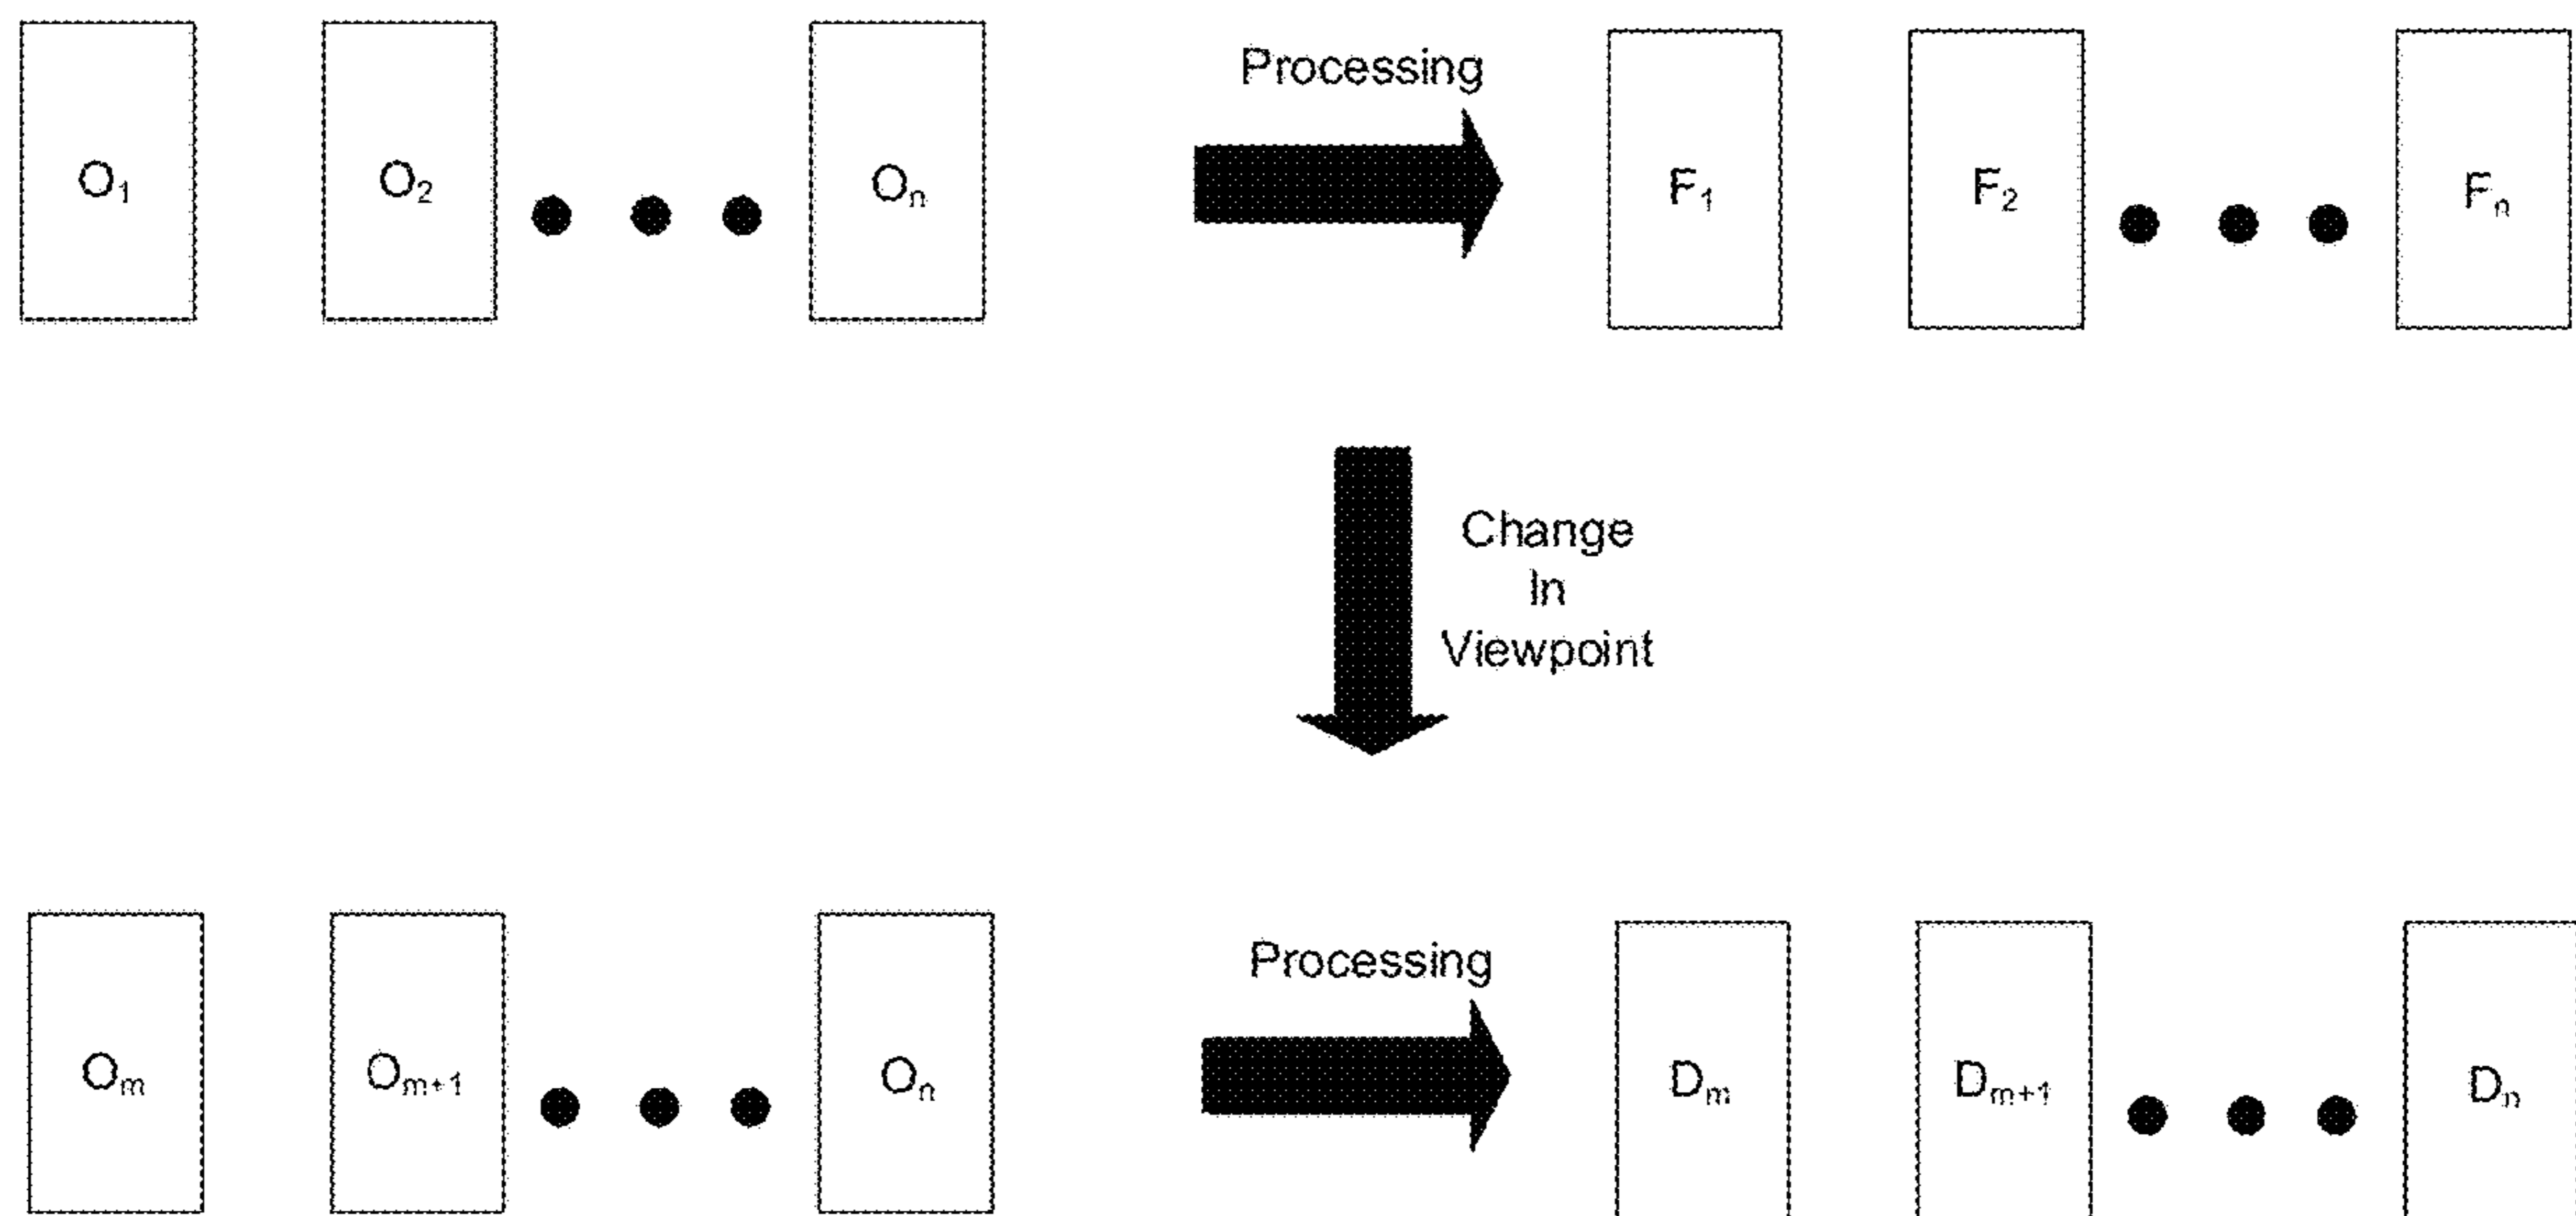 Processing
O₁ O₂ Oₙ F₁ F₂ Fₙ
Change
In
Viewpoint
Processing
Oₘ Oₘ₊₁ Oₙ Dₘ Dₘ₊₁ Dₙ